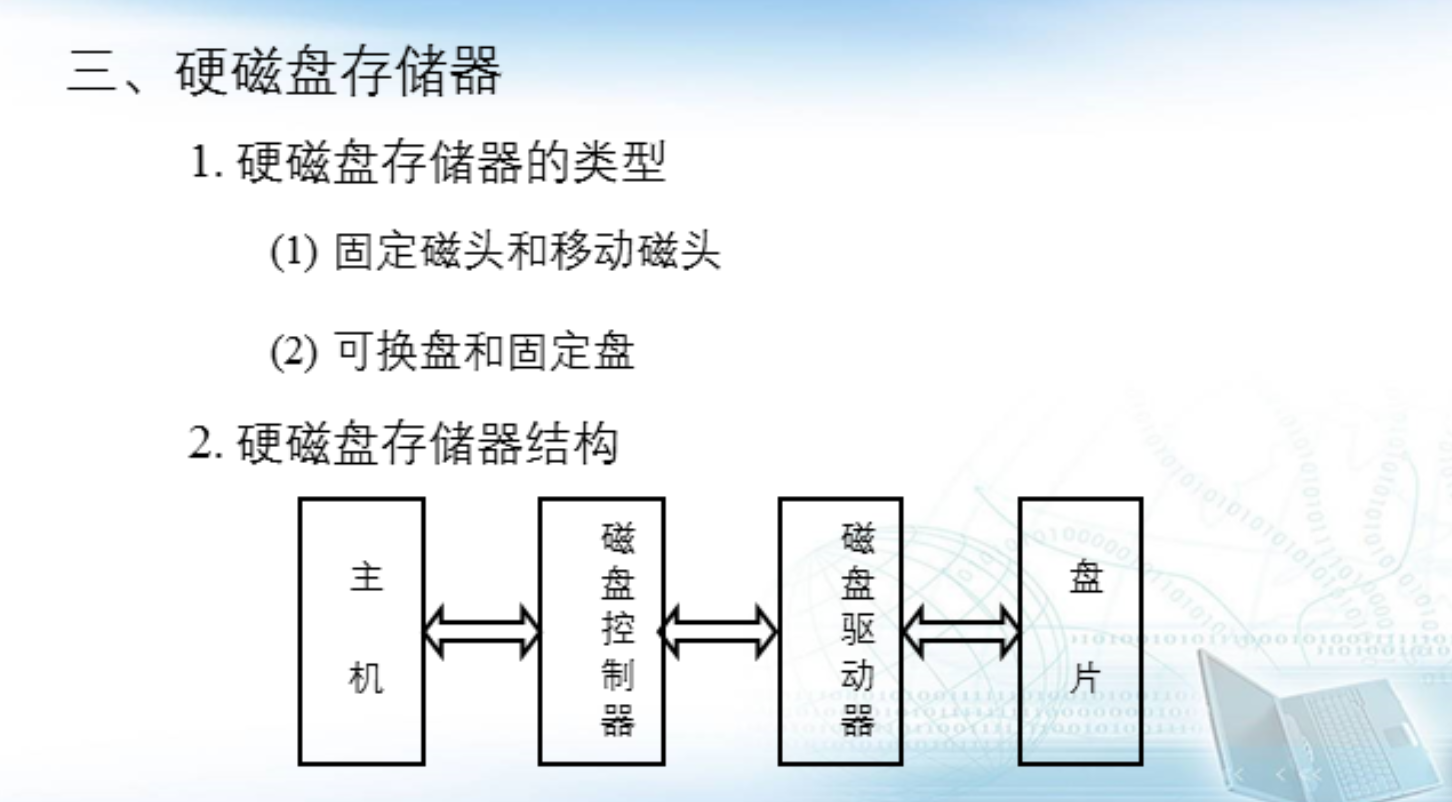 三、硬磁盘存储器
1. 硬磁盘存储器的类型
(1) 固定磁头和移动磁头
(2) 可换盘和固定盘
2. 硬磁盘存储器结构
主机
磁盘控制器
磁盘驱动器
盘片